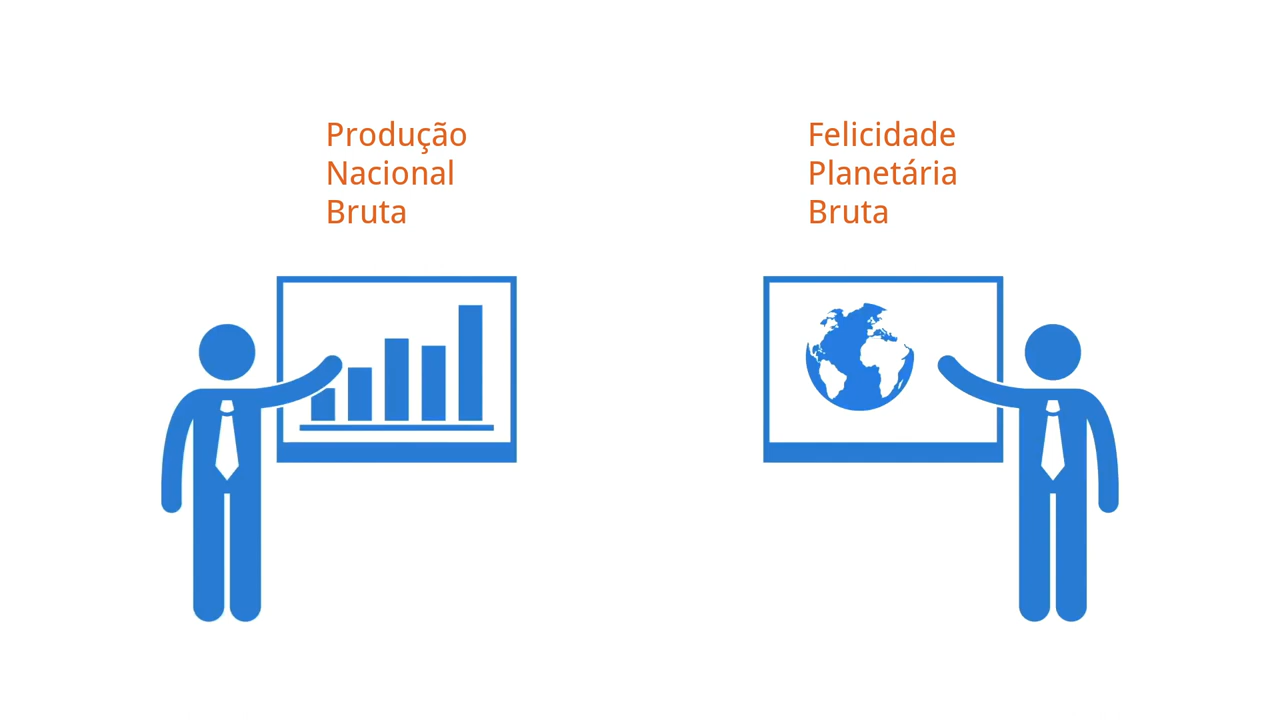 Produção
Nacional
Bruta
Felicidade
Planetária
Bruta